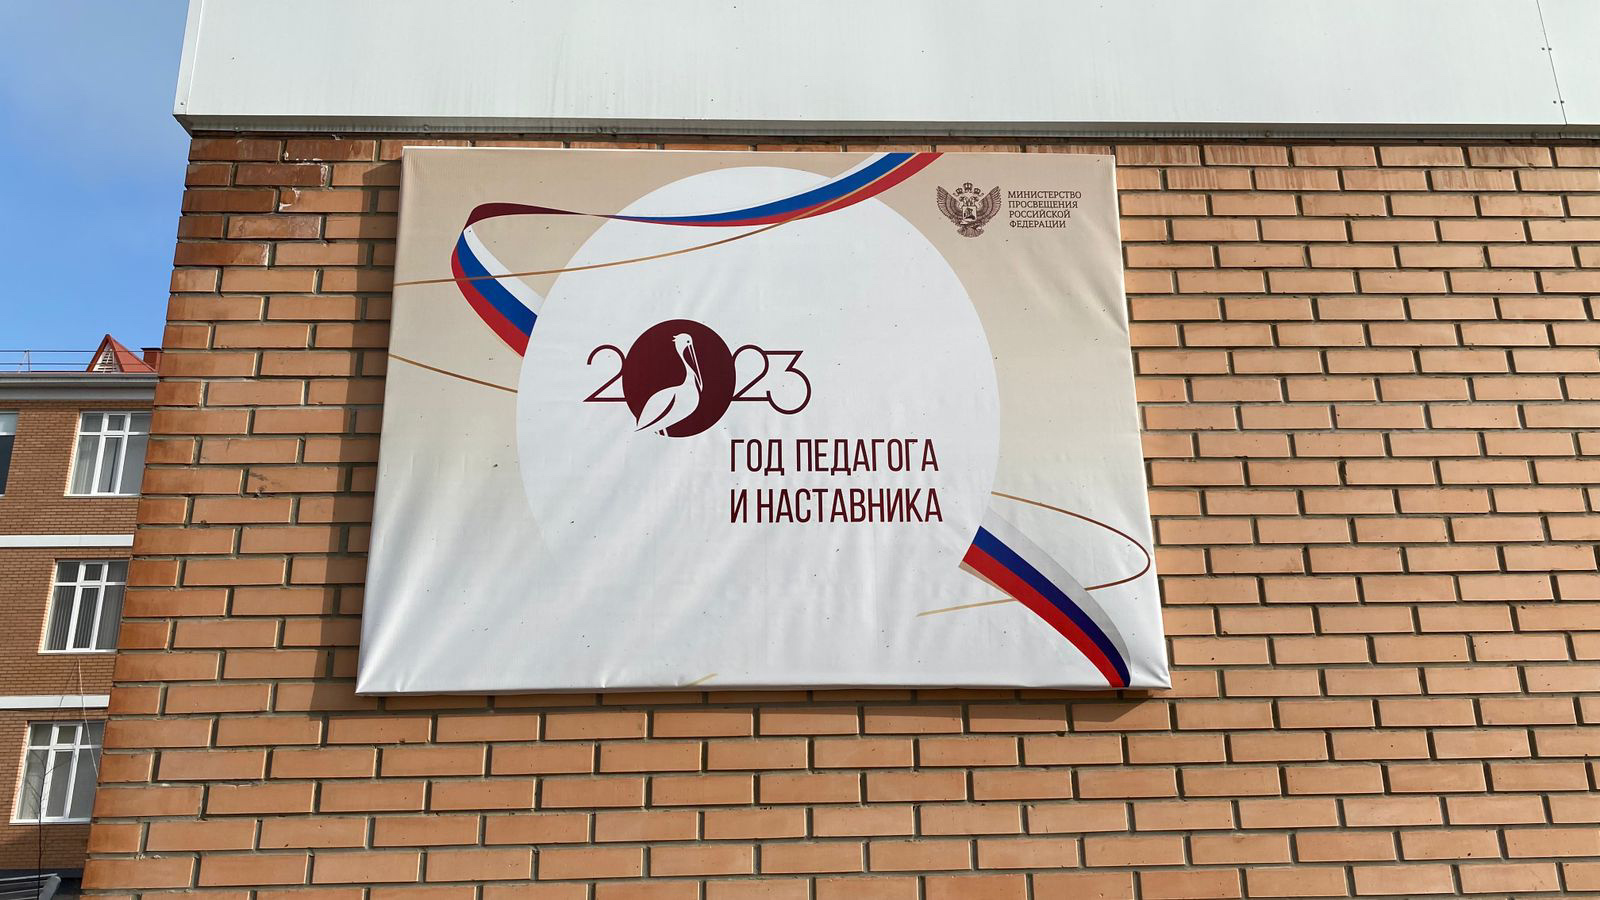 МИНИСТЕРСТВО
ПРОСВЕЩЕНИЯ
РОССИЙСКОЙ
ФЕДЕРАЦИИ
2023
ГОД ПЕДАГОГА
И НАСТАВНИКА